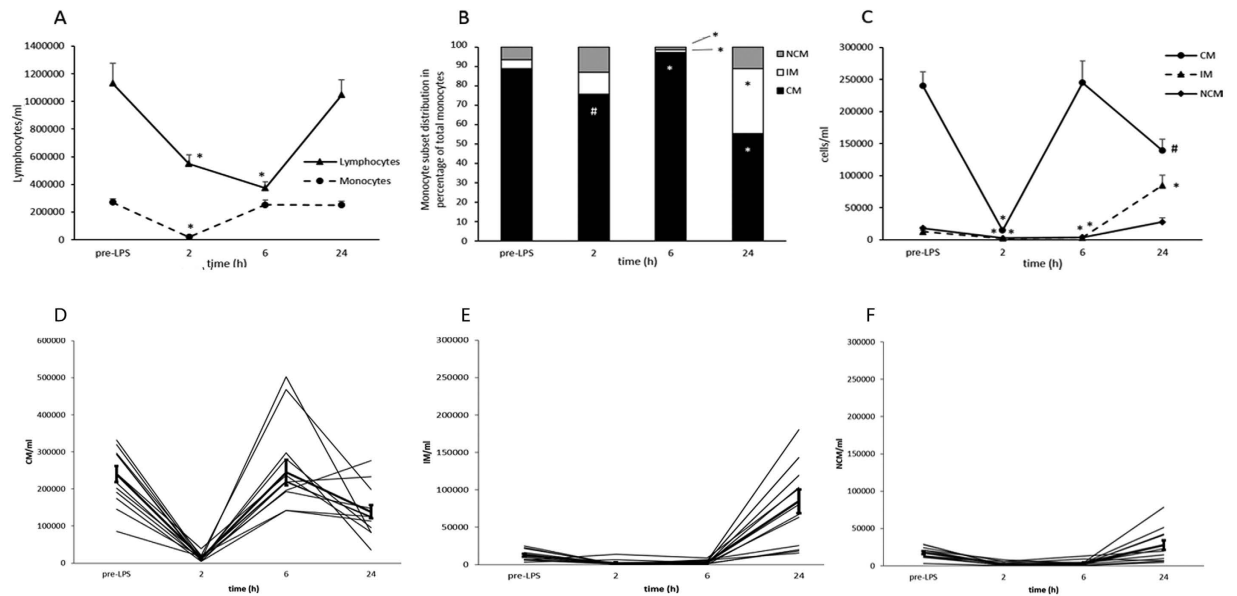 A
1400000
1200000
1000000
800000
600000
400000
200000
0
Lymphocytes/ml
*
*
*
Lymphocytes
Monocytes
pre-LPS 2 6 24
time (h)
B
100
90
80
70
60
50
40
30
20
10
0
Monocyte subset distribution in
percentage of total monocytes
#
*
*
*
*
*
NCM
IM
CM
pre-LPS 2 6 24
time (h)
C
300000
250000
200000
150000
100000
50000
0
cells/ml
*
* *
* *
#
*
CM
IM
NCM
pre-LPS 2 6 24
time (h)
D
600000
500000
400000
300000
200000
100000
0
CM/ml
pre-LPS 2 6 24
time (h)
E
300000
250000
200000
150000
100000
50000
0
IM/ml
pre-LPS 2 6 24
time (h)
F
300000
250000
200000
150000
100000
50000
0
NCM/ml
pre-LPS 2 6 24
time (h)